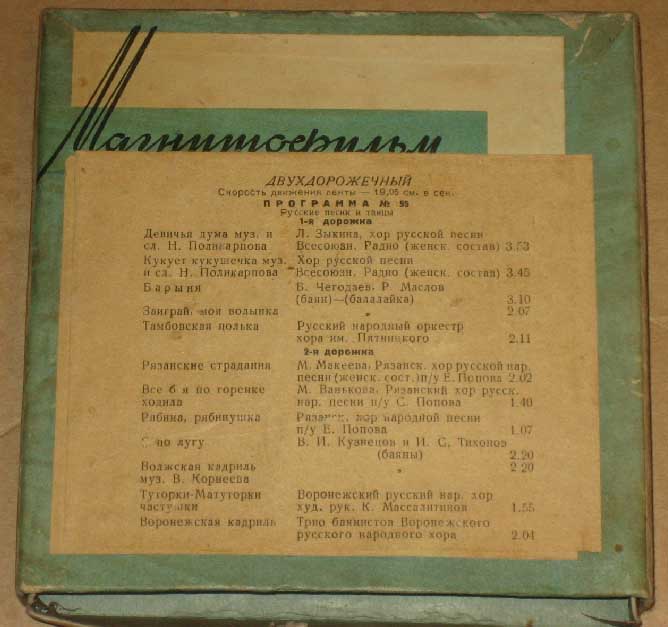 Магнитофильм
ДВУХДОРОЖЕЧНЫЙ
Скорость движения ленты — 19,05 см. в сек.
ПРОГРАММА № 55
Русские песни и танцы
1-я дорожка
Девичья дума муз. и Л. Зыкина, хор русской песни
сл. Н. Поликарпова Всесоюзн. Радио (женск. состав) 3.53
Кукует кукушечка муз. Хор русской песни
и сл. Н. Поликарпова Всесоюзн. Радио (женск. состав) 3.45
Барыня Б. Чегодаев, Р. Маслов
(баян)—(балалайка) 3.10
Заиграй, моя волынка " 2.07
Тамбовская полька Русский народный оркестр
хора им. Пятницкого 2.11
2-я дорожка
Рязанские страдания М. Макеева, Рязанск. хор русской нар.
песни (женск. сост.) п/у Е. Попова 2.02
Все б я по горенке М. Ванькова, Рязанский хор русск.
ходила нар. песни п/у С. Попова 1.40
Рябина, рябинушка Рязанск. хор народной песни
п/у Е. Попова 1.07
по лугу В. И. Кузнецов и И. С. Тихонов
(баяны) 2.20
Волжская кадриль " 2 20
муз. В. Корнеева
Туторки-Матуторки Воронежский русский нар. хор
частушки худ. рук. К. Массалитинов 1.55
Воронежская кадриль Трио баянистов Воронежского
русского народного хора 2.04